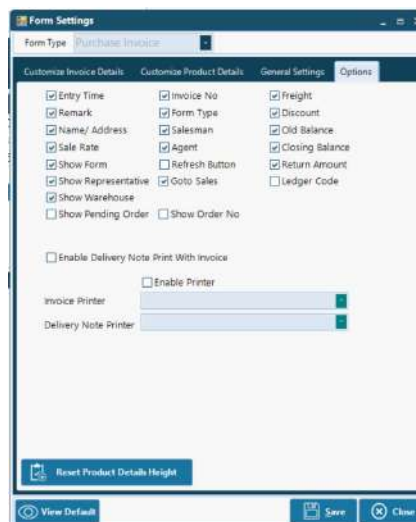 Form Settings
Form Type Purchase Invoice
Customize Invoice Details Customize Product Details General Settings Options
Entry Time Invoice No Freight
Remark Form Type Discount
Name/ Address Salesman Old Balance
Sale Rate Agent Closing Balance
Show Form Refresh Button Return Amount
Show Representative Goto Sales Ledger Code
Show Warehouse
Show Pending Order Show Order No
Enable Delivery Note Print With Invoice
Enable Printer
Invoice Printer
Delivery Note Printer
Reset Product Details Height
View Default Save Close